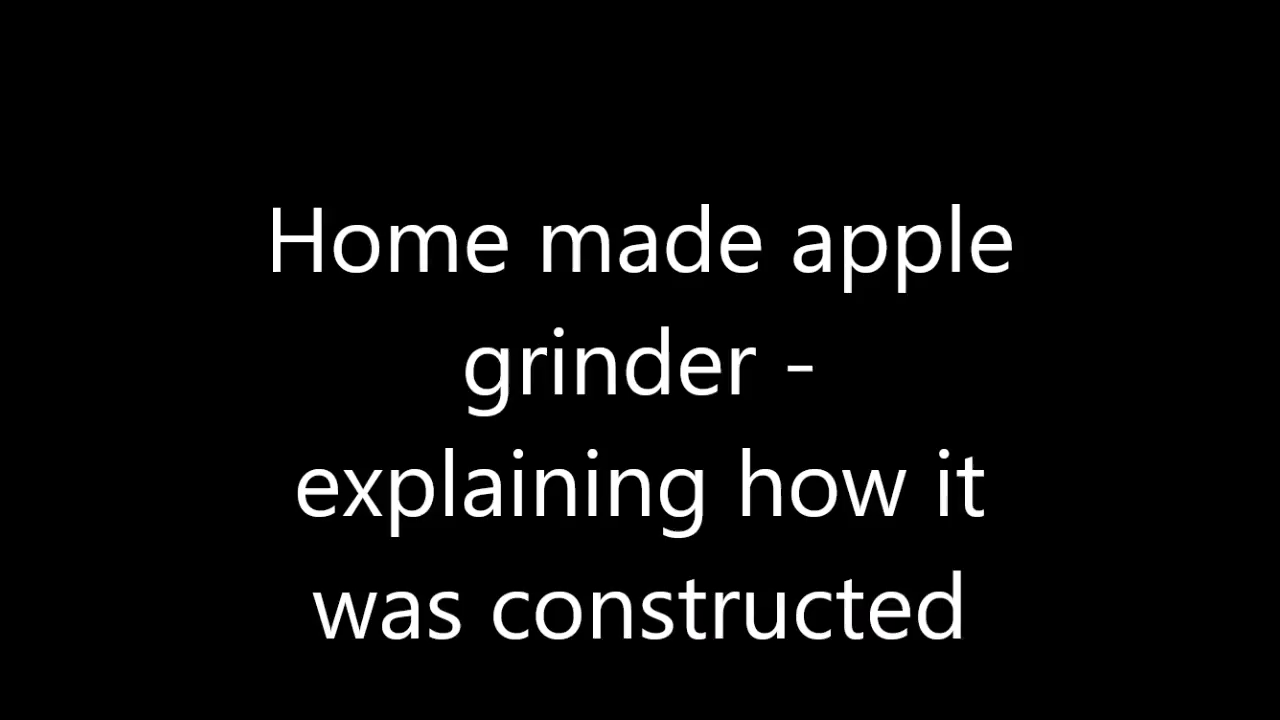 Home made apple
grinder -
explaining how it
was constructed